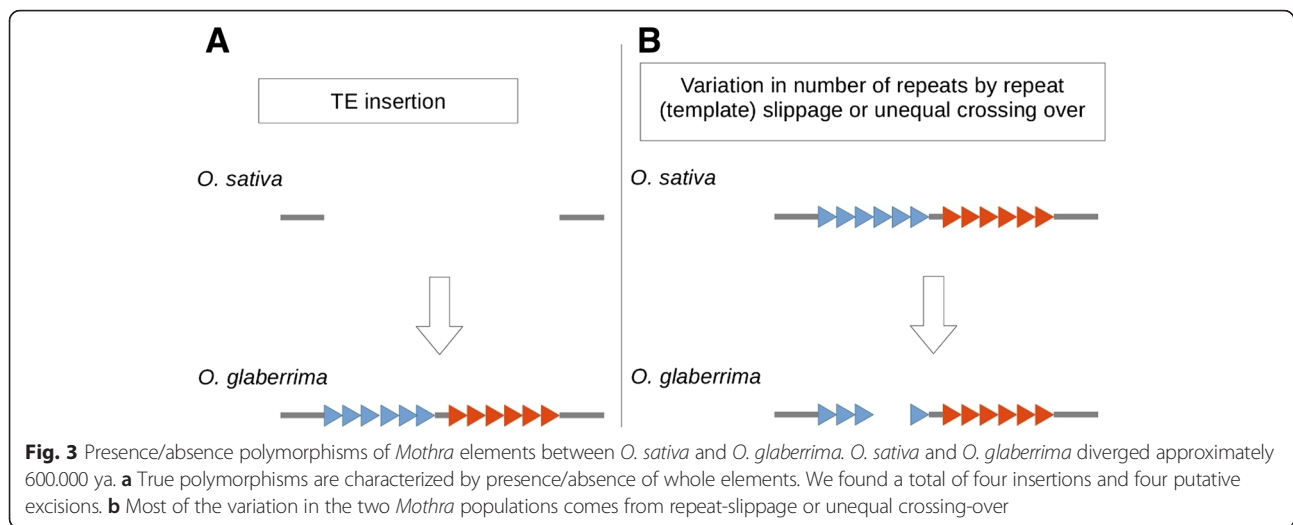 A
TE insertion
O. sativa
O. glaberrima
B
Variation in number of repeats by repeat
(template) slippage or unequal crossing over
O. sativa
O. glaberrima
Fig. 3 Presence/absence polymorphisms of Mothra elements between O. sativa and O. glaberrima. O. sativa and O. glaberrima diverged approximately
600.000 ya. a True polymorphisms are characterized by presence/absence of whole elements. We found a total of four insertions and four putative
excisions. b Most of the variation in the two Mothra populations comes from repeat-slippage or unequal crossing-over